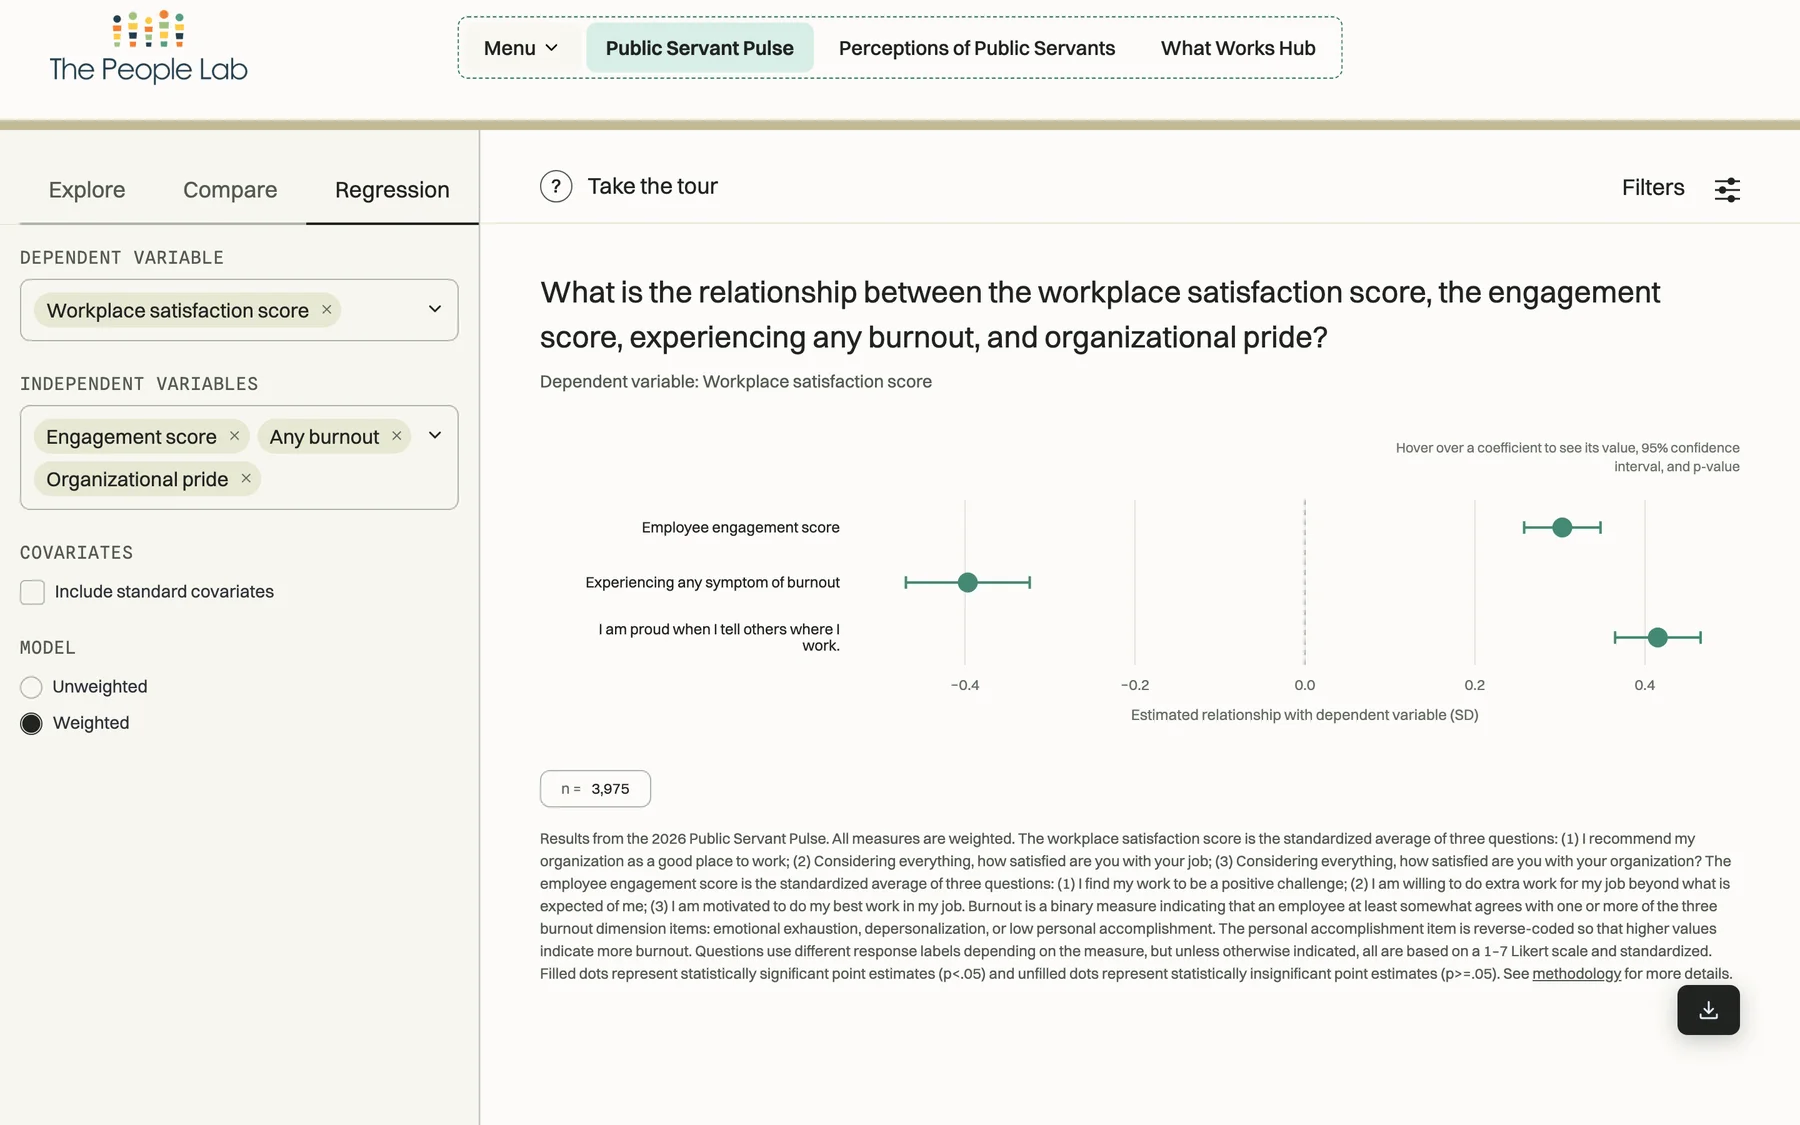 The People Lab
Menu
Public Servant Pulse
Perceptions of Public Servants
What Works Hub
Explore
Compare
Regression
DEPENDENT VARIABLE
Workplace satisfaction score ×
INDEPENDENT VARIABLES
Engagement score × Any burnout ×
Organizational pride ×
COVARIATES
Include standard covariates
MODEL
Unweighted
Weighted
? Take the tour
Filters
What is the relationship between the workplace satisfaction score, the engagement
score, experiencing any burnout, and organizational pride?
Dependent variable: Workplace satisfaction score
Hover over a coefficient to see its value, 95% confidence
interval, and p-value
Employee engagement score
Experiencing any symptom of burnout
I am proud when I tell others where I
work.
−0.4 −0.2 0.0 0.2 0.4
Estimated relationship with dependent variable (SD)
n = 3,975
Results from the 2026 Public Servant Pulse. All measures are weighted. The workplace satisfaction score is the standardized average of three questions: (1) I recommend my
organization as a good place to work; (2) Considering everything, how satisfied are you with your job; (3) Considering everything, how satisfied are you with your organization? The
employee engagement score is the standardized average of three questions: (1) I find my work to be a positive challenge; (2) I am willing to do extra work for my job beyond what is
expected of me; (3) I am motivated to do my best work in my job. Burnout is a binary measure indicating that an employee at least somewhat agrees with one or more of the three
burnout dimension items: emotional exhaustion, depersonalization, or low personal accomplishment. The personal accomplishment item is reverse-coded so that higher values
indicate more burnout. Questions use different response labels depending on the measure, but unless otherwise indicated, all are based on a 1–7 Likert scale and standardized.
Filled dots represent statistically significant point estimates (p<.05) and unfilled dots represent statistically insignificant point estimates (p>=.05). See methodology for more details.